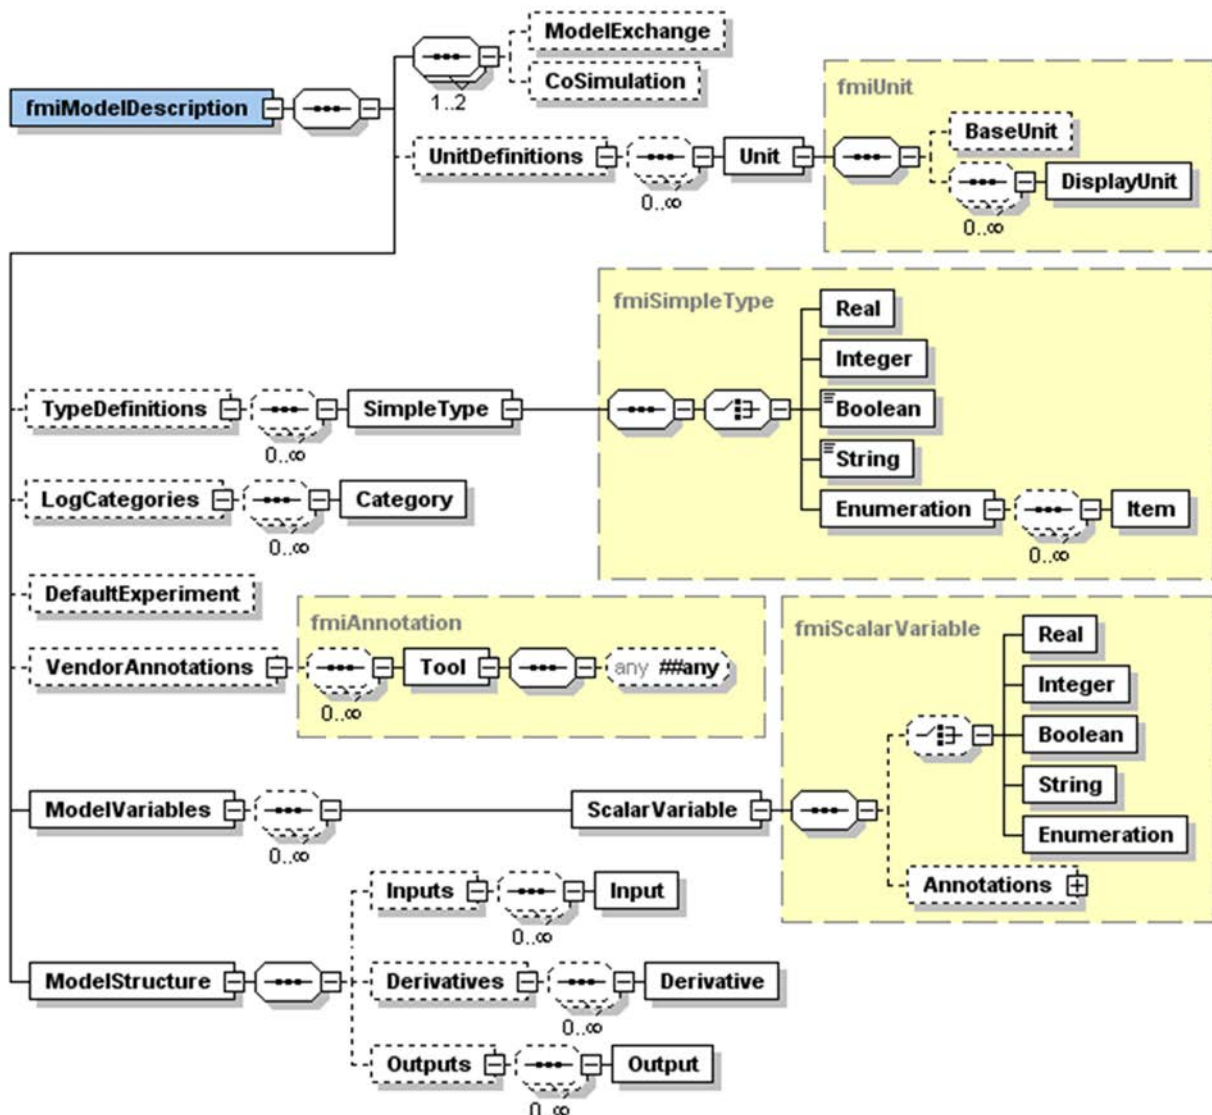 ModelExchange
CoSimulation
1..2
fmiModelDescription
fmiUnit
UnitDefinitions
0..∞
Unit
BaseUnit
DisplayUnit
0..∞
fmiSimpleType
TypeDefinitions
0..∞
SimpleType
Real
Integer
Boolean
String
Enumeration
0..∞
Item
LogCategories
0..∞
Category
DefaultExperiment
fmiAnnotation
VendorAnnotations
0..∞
Tool
any ##any
fmiScalarVariable
ModelVariables
0..∞
ScalarVariable
Real
Integer
Boolean
String
Enumeration
Annotations
ModelStructure
Inputs
0..∞
Input
Derivatives
0..∞
Derivative
Outputs
0..∞
Output